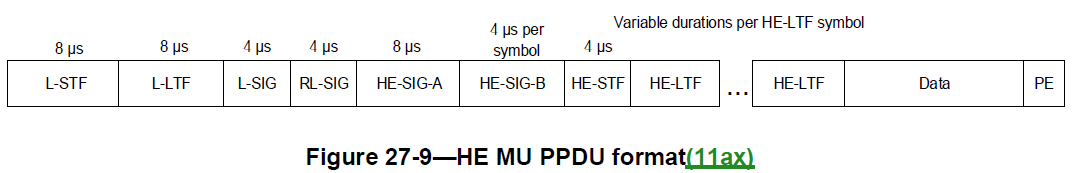 Variable durations per HE-LTF symbol
4 µs per
symbol
8 µs 8 µs 4 µs 4 µs 8 µs 4 µs
L-STF L-LTF L-SIG RL-SIG HE-SIG-A HE-SIG-B HE-STF HE-LTF ... HE-LTF Data PE
Figure 27-9—HE MU PPDU format(11ax)